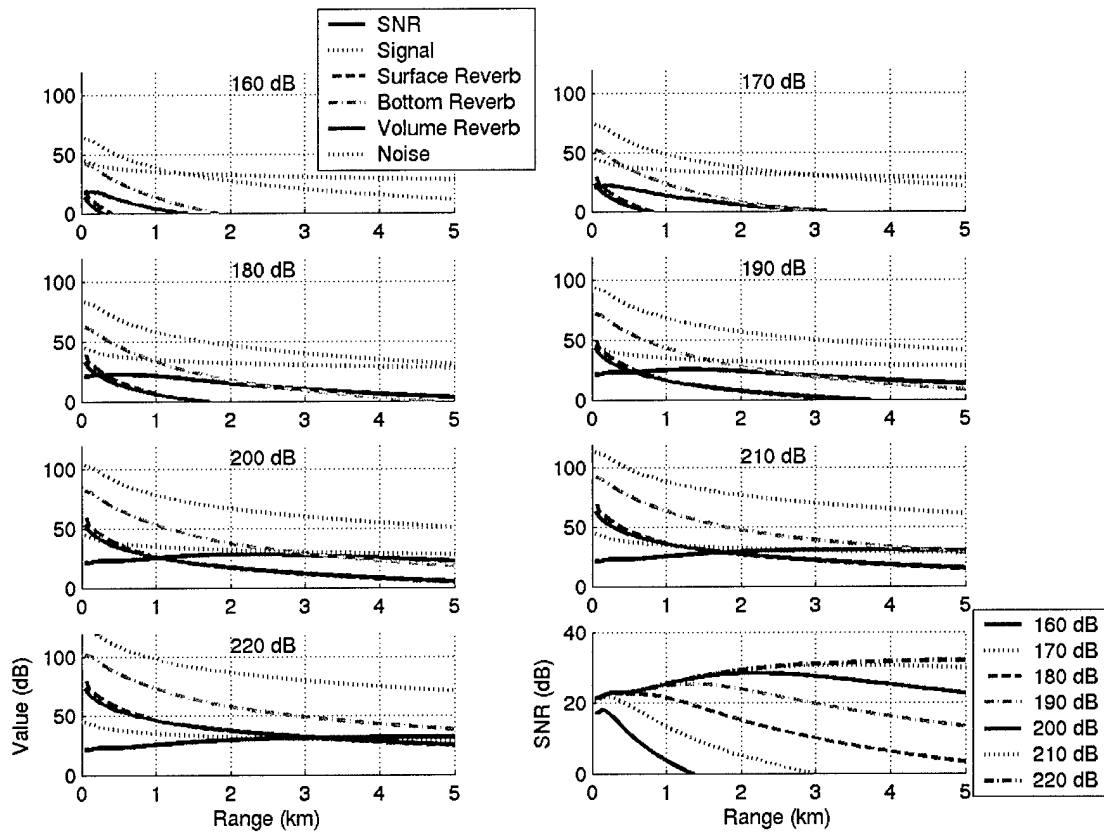 SNR
Signal
Surface Reverb
Bottom Reverb
Volume Reverb
Noise
160 dB
100
50
0
0 1 2 3 4 5
170 dB
100
50
0
0 1 2 3 4 5
180 dB
100
50
0
0 1 2 3 4 5
190 dB
100
50
0
0 1 2 3 4 5
200 dB
100
50
0
0 1 2 3 4 5
210 dB
100
50
0
0 1 2 3 4 5
220 dB
100
50
0
Value (dB)
0 1 2 3 4 5
Range (km)
40
20
0
SNR (dB)
0 1 2 3 4 5
Range (km)
160 dB
170 dB
180 dB
190 dB
200 dB
210 dB
220 dB